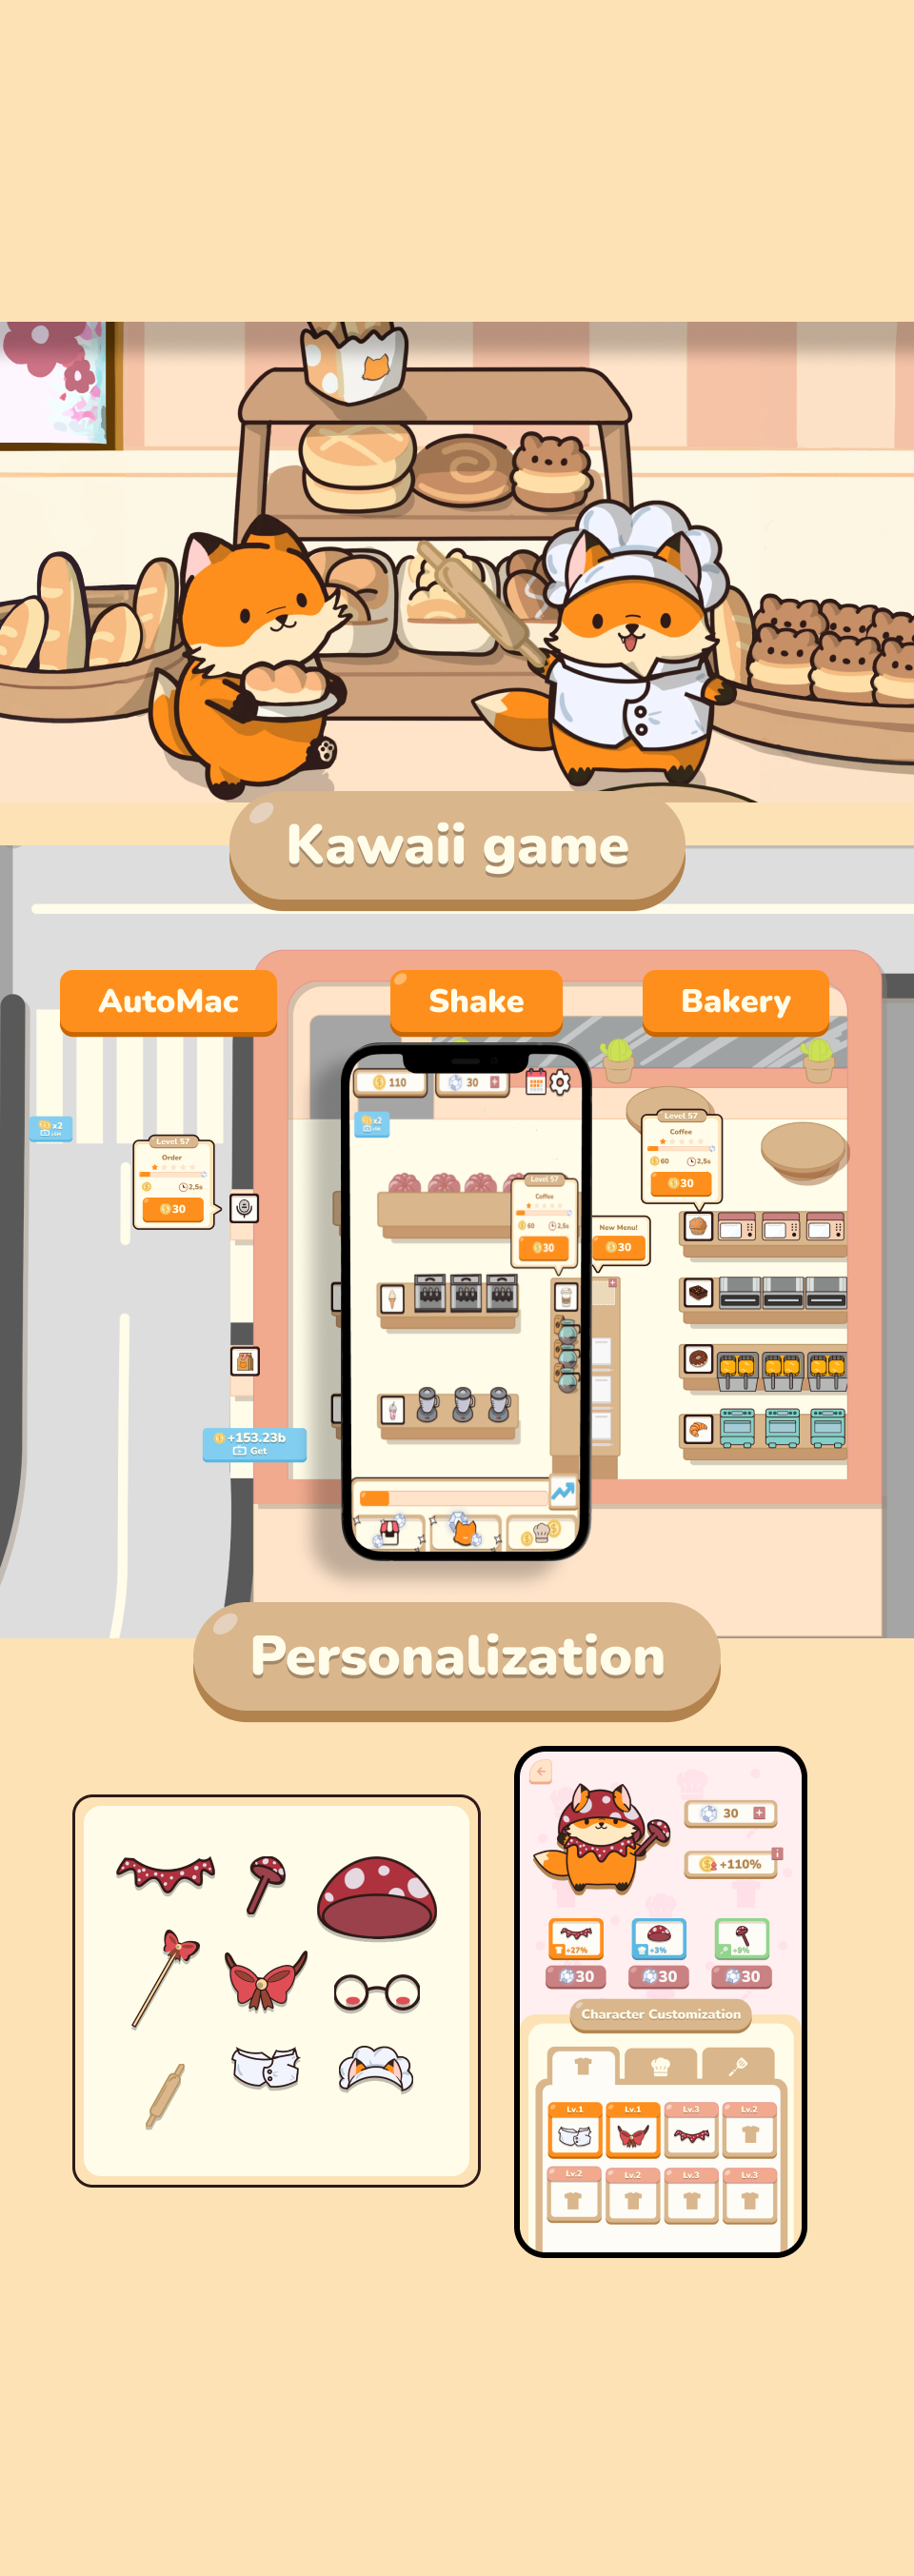 Kawaii game
AutoMac
Shake
Bakery
110
30
x2
x2
Level 57
Order
2,5s
30
Level 57
Coffee
60
2,5s
30
Level 57
Coffee
60
2,5s
30
New Menu!
30
+153.23b
Get
Personalization
30
+110%
+27%
+3%
+9%
30
30
30
Character Customization
Lv.1
Lv.1
Lv.3
Lv.2
Lv.2
Lv.2
Lv.3
Lv.3